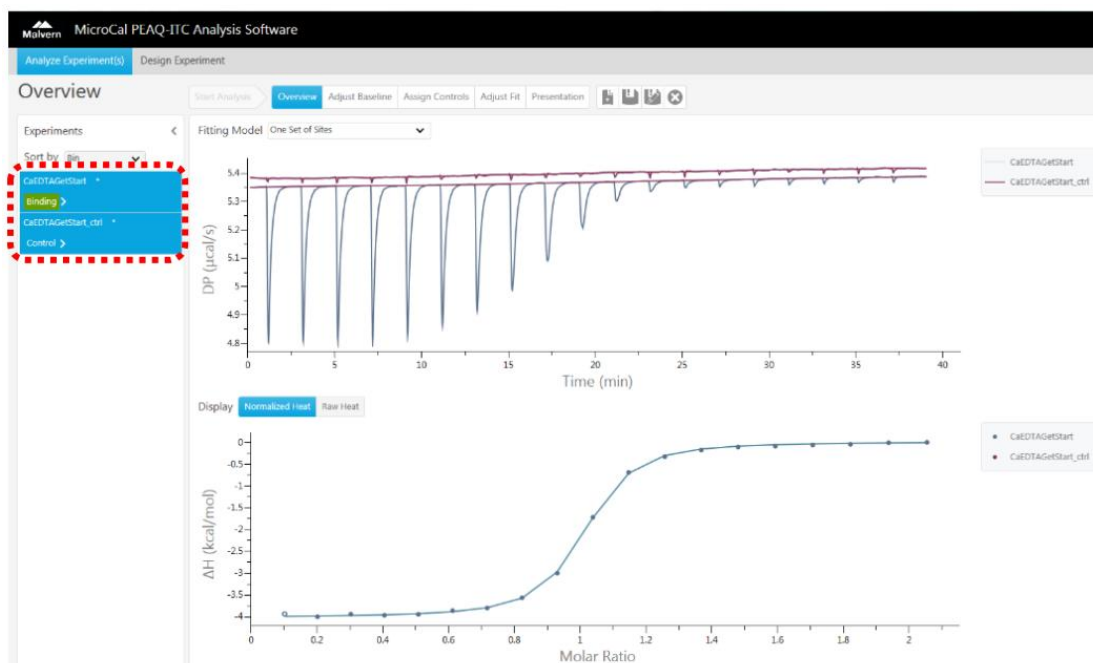 Malvern MicroCal PEAQ-ITC Analysis Software
Analyze Experiment(s) Design Experiment
Overview
Start Analysis Overview Adjust Baseline Assign Controls Adjust Fit Presentation
Experiments
Sort by Bin
CaEDTAGetStart *
Binding
CaEDTAGetStart_ctrl *
Control
Fitting Model One Set of Sites
5.4
5.3
5.2
5.1
5
4.9
4.8
DP (µcal/s)
0 5 10 15 20 25 30 35 40
Time (min)
CaEDTAGetStart
CaEDTAGetStart_ctrl
Display Normalized Heat Raw Heat
0
-0.5
-1
-1.5
-2
-2.5
-3
-3.5
-4
ΔH (kcal/mol)
0 0.2 0.4 0.6 0.8 1 1.2 1.4 1.6 1.8 2
Molar Ratio
CaEDTAGetStart
CaEDTAGetStart_ctrl